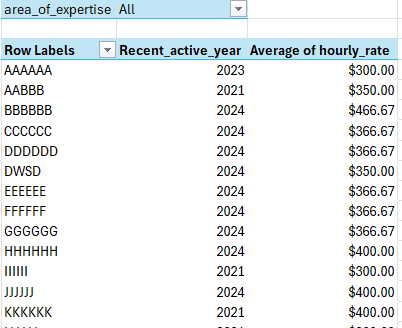 area_of_expertise All
Row Labels Recent_active_year Average of hourly_rate
AAAAAA 2023 $300.00
AABBB 2021 $350.00
BBBBBB 2024 $466.67
CCCCCC 2024 $366.67
DDDDDD 2024 $366.67
DWSD 2024 $350.00
EEEEEE 2024 $366.67
FFFFFF 2024 $366.67
GGGGGG 2024 $366.67
HHHHHH 2024 $400.00
IIIIII 2021 $300.00
JJJJJJ 2024 $400.00
KKKKKK 2021 $400.00